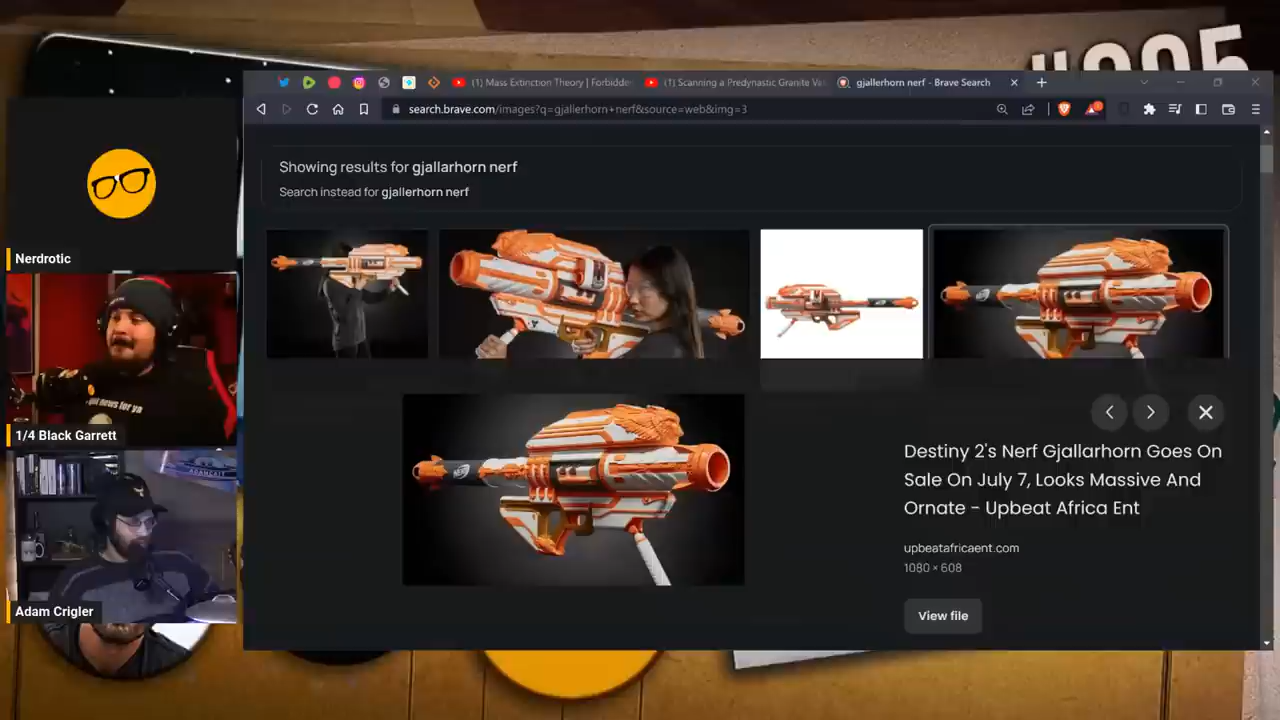 (1) Mass Extinction Theory | Forbidde
(1) Scanning a Predynastic Granite Va
gjallerhorn nerf - Brave Search
search.brave.com/images?q=gjallerhorn+nerf&source=web&img=3
Showing results for gjallarhorn nerf
Search instead for gjallerhorn nerf
Nerdrotic
1/4 Black Garrett
Adam Crigler
Destiny 2's Nerf Gjallarhorn Goes On
Sale On July 7, Looks Massive And
Ornate - Upbeat Africa Ent
upbeatafricaent.com
1080 × 608
View file